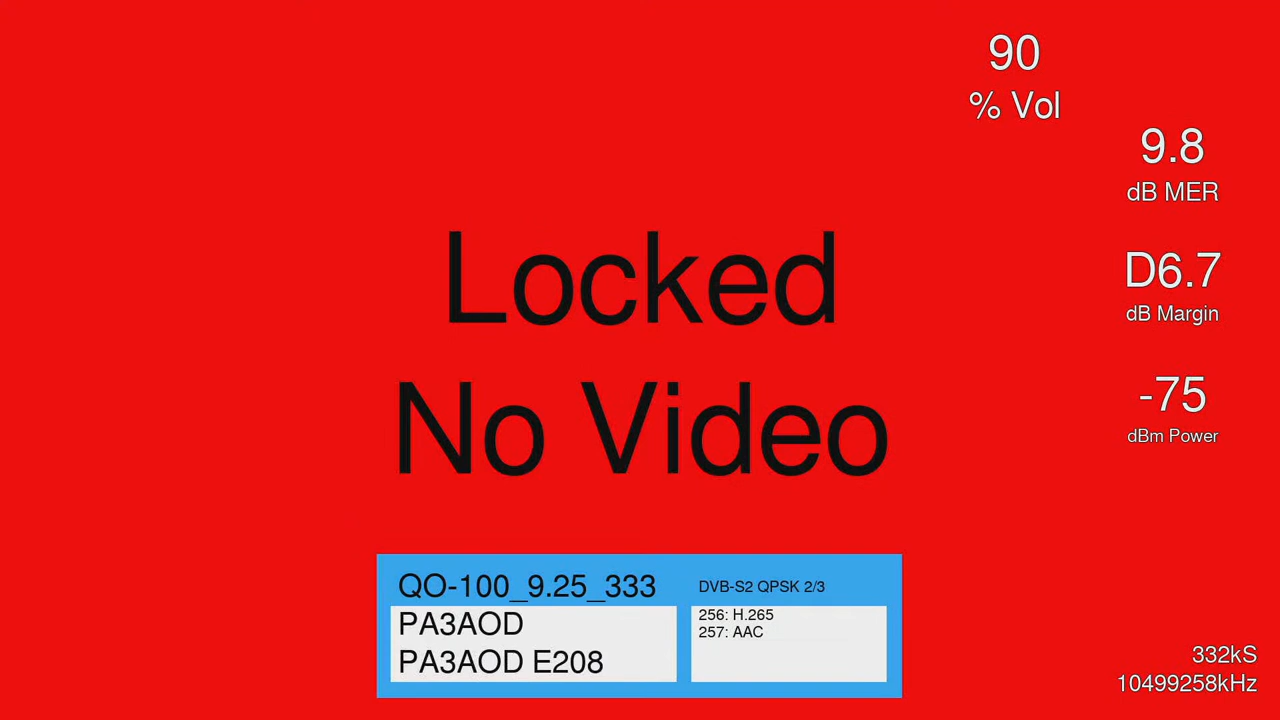 90
% Vol
9.8
dB MER
Locked
D6.7
dB Margin
No Video
-75
dBm Power
QO-100_9.25_333
DVB-S2 QPSK 2/3
PA3AOD
PA3AOD E208
256: H.265
257: AAC
332kS
10499258kHz